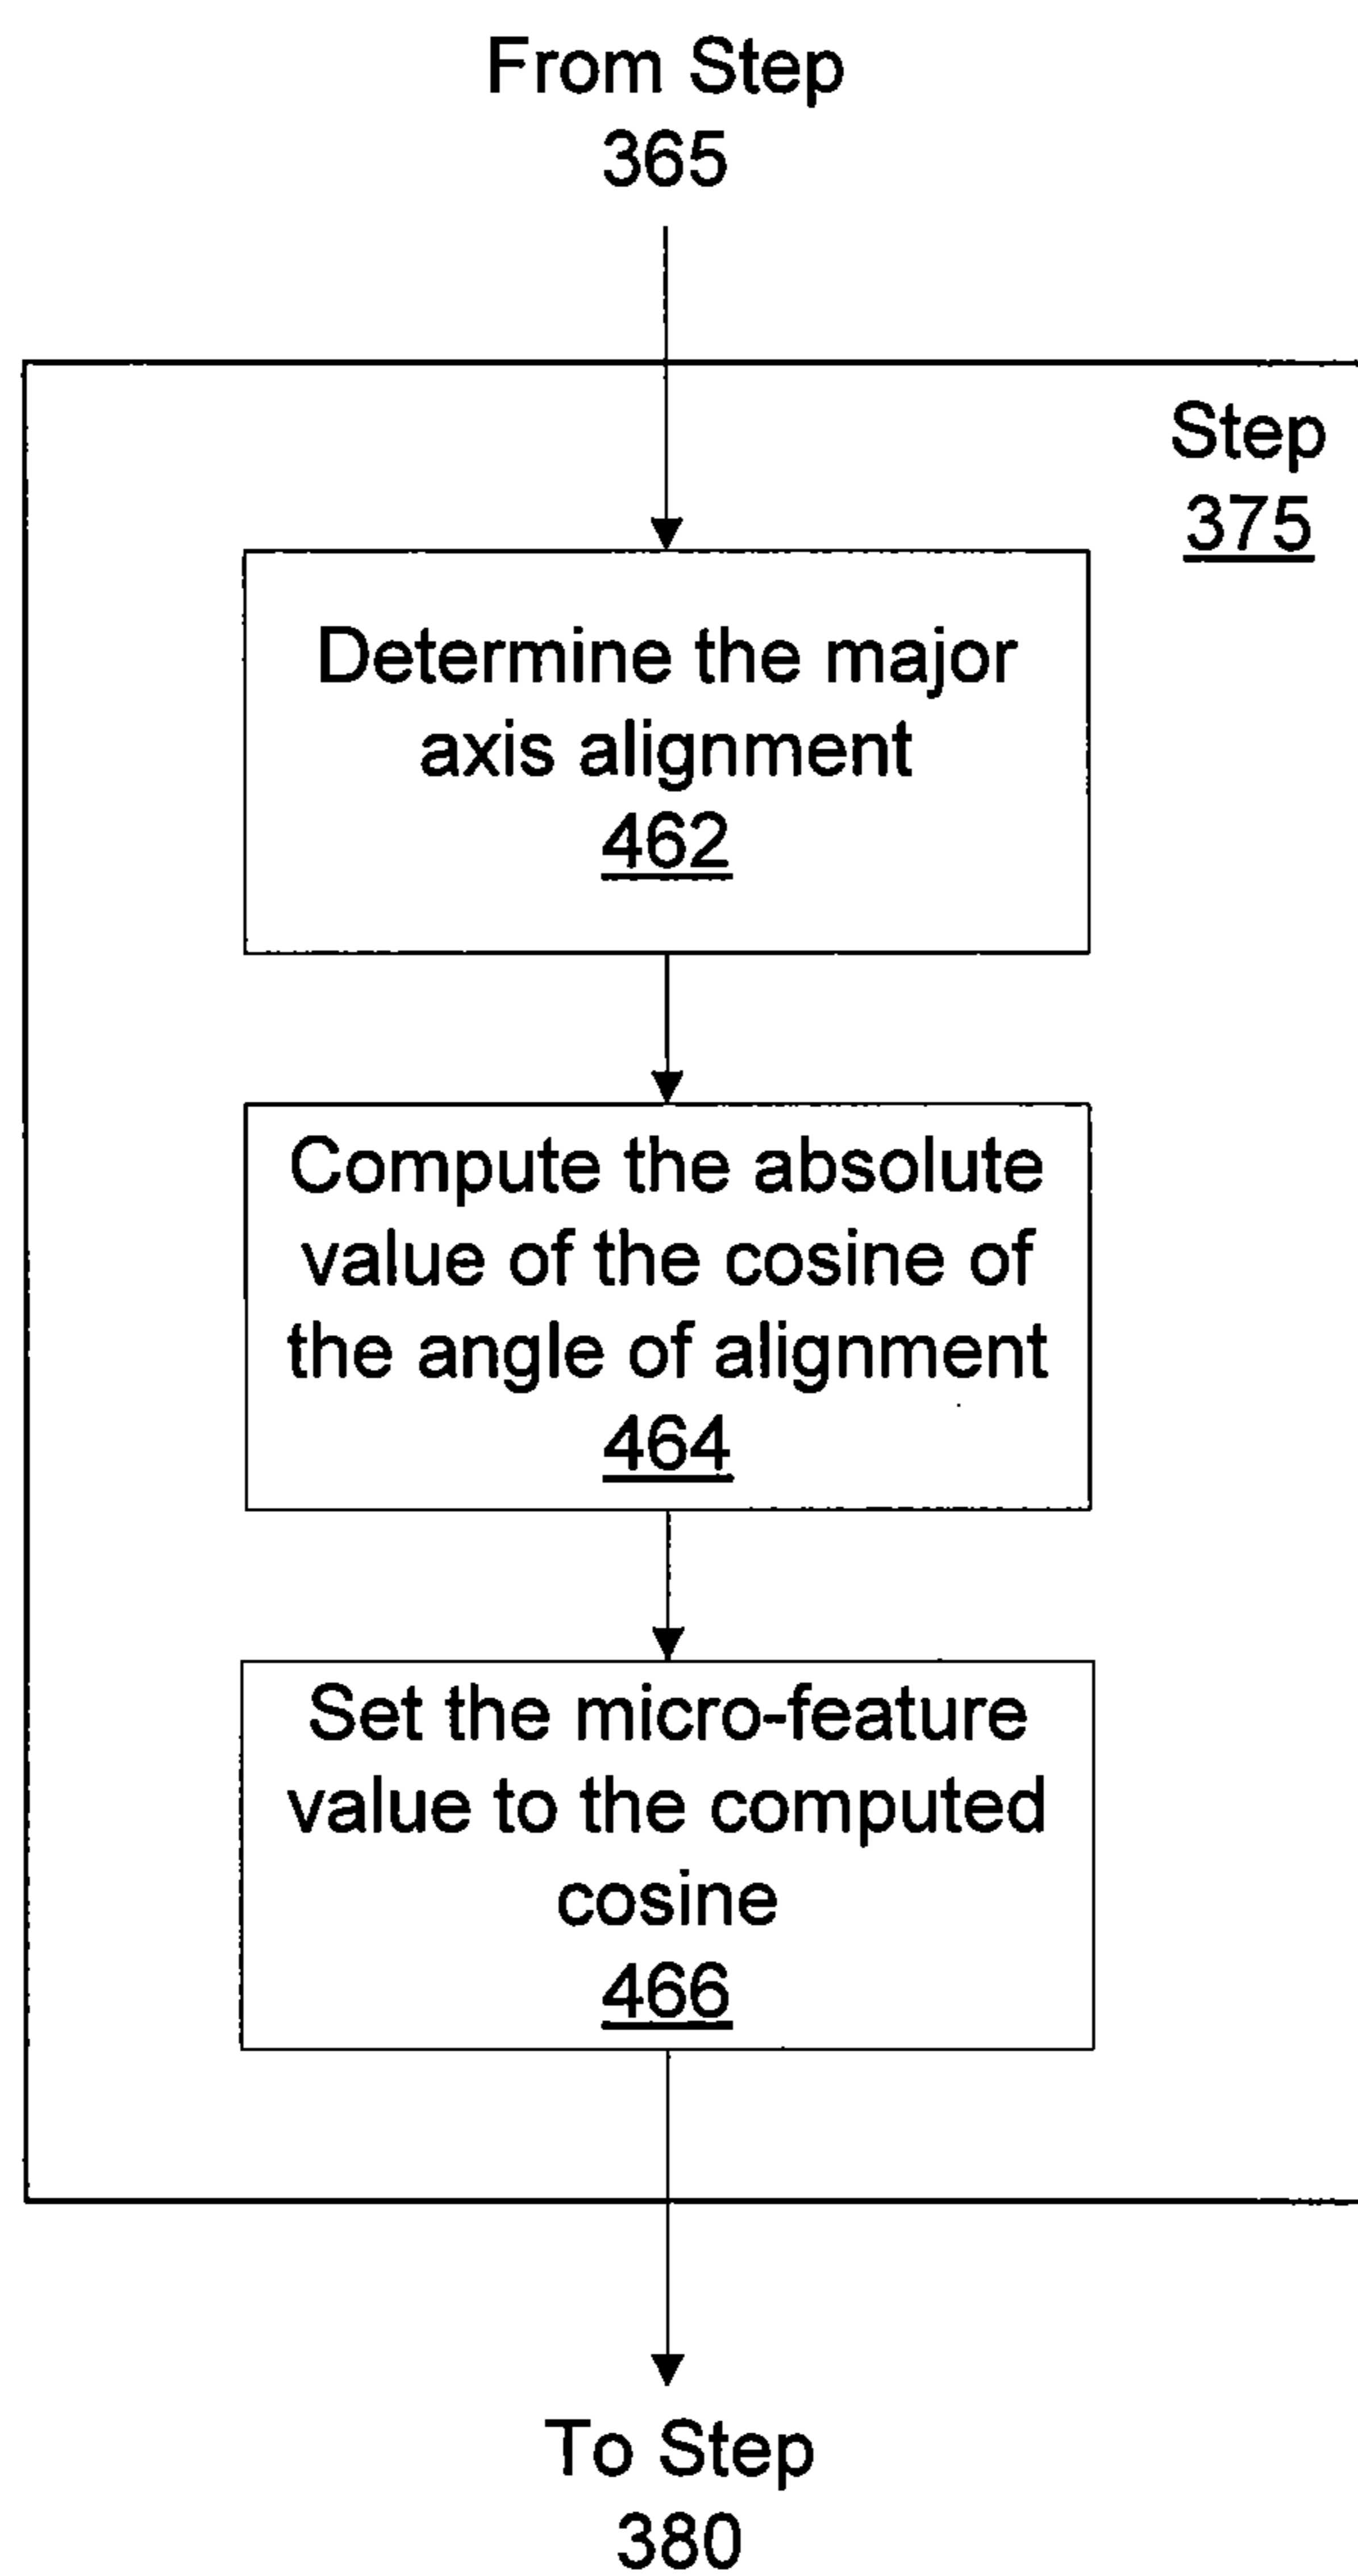 From Step
365
Step
375
Determine the major
axis alignment
462
Compute the absolute
value of the cosine of
the angle of alignment
464
Set the micro-feature
value to the computed
cosine
466
To Step
380